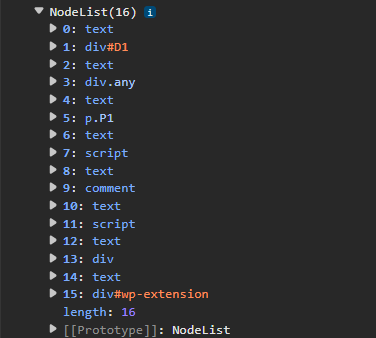 NodeList(16) i
0: text
1: div#D1
2: text
3: div.any
4: text
5: p.P1
6: text
7: script
8: text
9: comment
10: text
11: script
12: text
13: div
14: text
15: div#wp-extension
length: 16
[[Prototype]]: NodeList